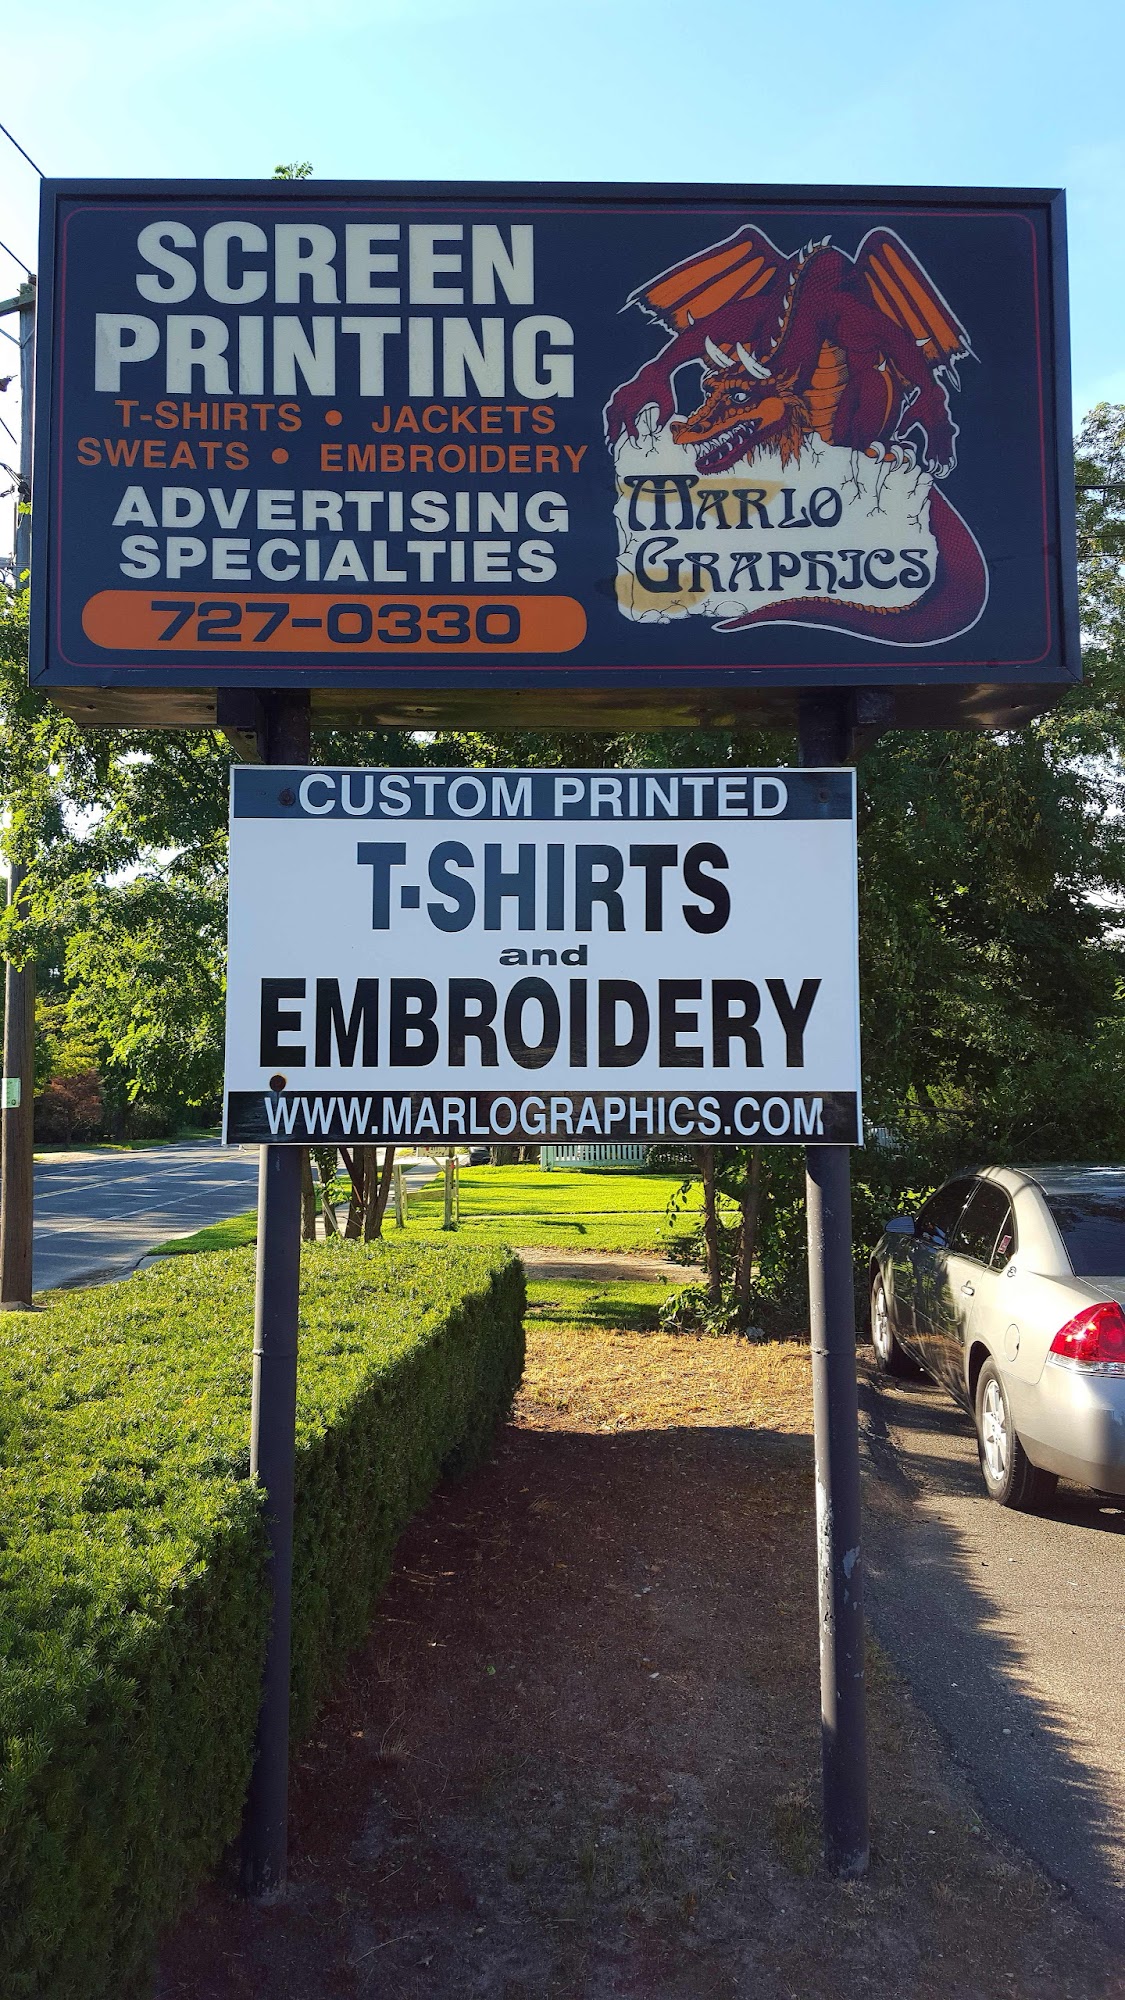 SCREEN
PRINTING
T-SHIRTS • JACKETS
SWEATS • EMBROIDERY
ADVERTISING
SPECIALTIES
727-0330
MARLO
GRAPHICS
CUSTOM PRINTED
T-SHIRTS
and
EMBROIDERY
WWW.MARLOGRAPHICS.COM